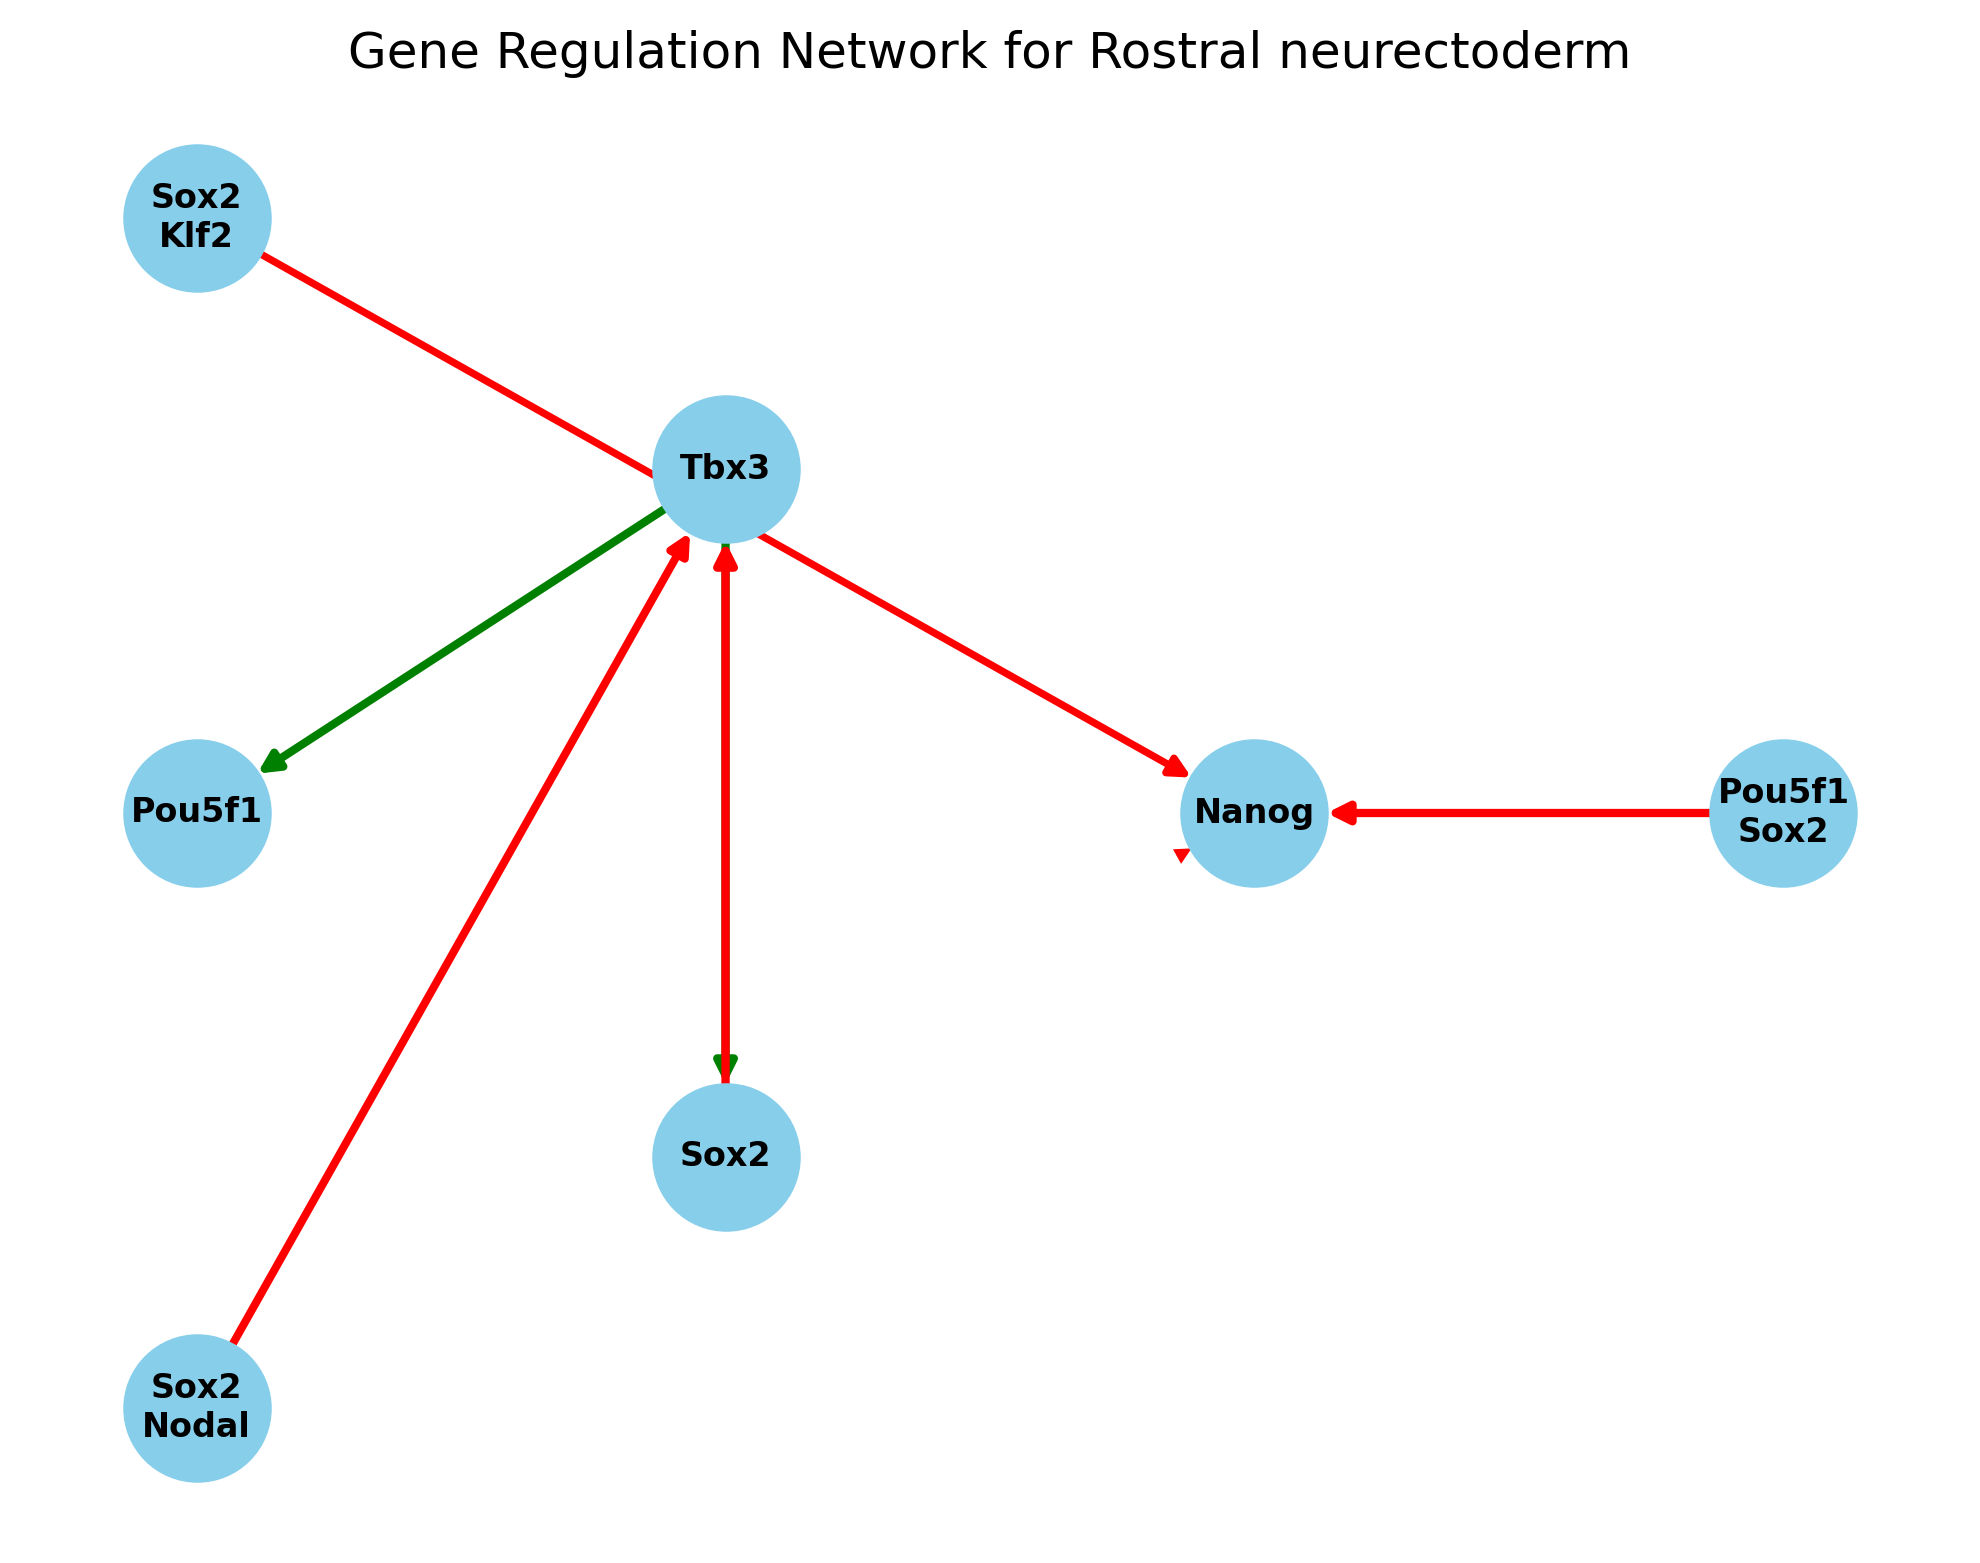 Gene Regulation Network for Rostral neurectoderm
Sox2
Klf2
Tbx3
Pou5f1
Nanog
Pou5f1
Sox2
Sox2
Sox2
Nodal